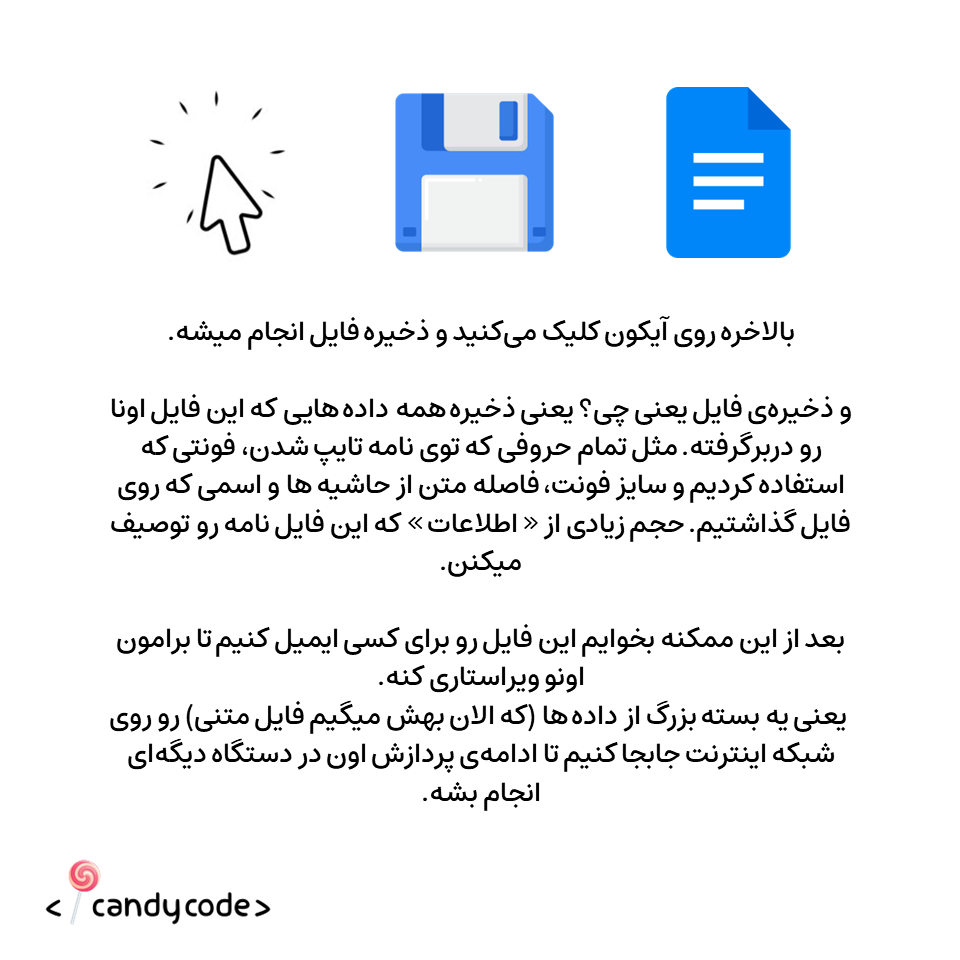 بالاخره روی آیکون کلیک می‌کنید و ذخیره فایل انجام میشه.
و ذخیره‌ی فایل یعنی چی؟ یعنی ذخیره همه داده هایی که این فایل اونا
رو دربرگرفته. مثل تمام حروفی که توی نامه تایپ شدن، فونتی که
استفاده کردیم و سایز فونت، فاصله متن از حاشیه ها و اسمی که روی
فایل گذاشتیم. حجم زیادی از « اطلاعات » که این فایل نامه رو توصیف
میکنن.
بعد از این ممکنه بخوایم این فایل رو برای کسی ایمیل کنیم تا برامون
اونو ویراستاری کنه.
یعنی یه بسته بزرگ از داده ها (که الان بهش میگیم فایل متنی) رو روی
شبکه اینترنت جابجا کنیم تا ادامه‌ی پردازش اون در دستگاه دیگه‌ای
انجام بشه.
< candycode >